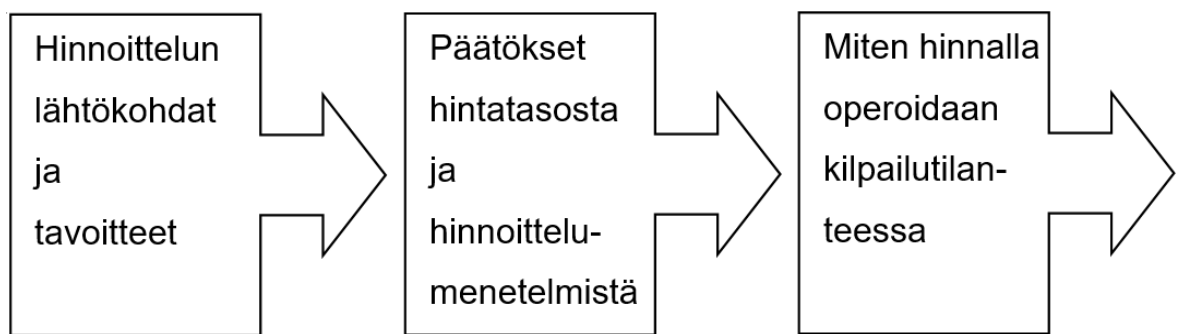 Hinnoittelun
lähtökohdat
ja
tavoitteet
Päätökset
hintatasosta
ja
hinnoittelu-
menetelmistä
Miten hinnalla
operoidaan
kilpailutilan-
teessa